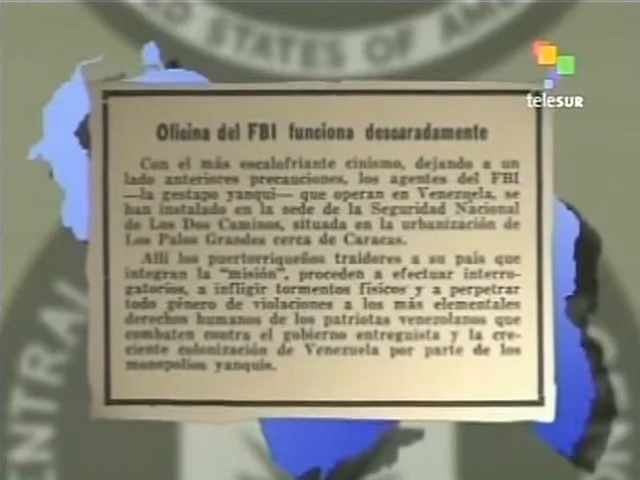 D STATES OF AME
teleSUR
Oficina del FBI funciona descaradamente
Con el más escalofriante cinismo, dejando a un
lado anteriores precauciones, los agentes del FBI
—la gestapo yanqui— que operan en Venezuela, se
han instalado en la sede de la Seguridad Nacional
de Los Dos Caminos, situada en la urbanización de
Los Palos Grandes cerca de Caracas.
Allí los puertorriqueños traidores a su país que
integran la "misión", proceden a efectuar interro-
gatorios, a infligir tormentos físicos y a perpetrar
todo género de violaciones a los más elementales
derechos humanos de los patriotas venezolanos que
combaten contra el gobierno entreguista y la cre-
ciente colonización de Venezuela por parte de los
monopolios yanquis.
ENTRAL